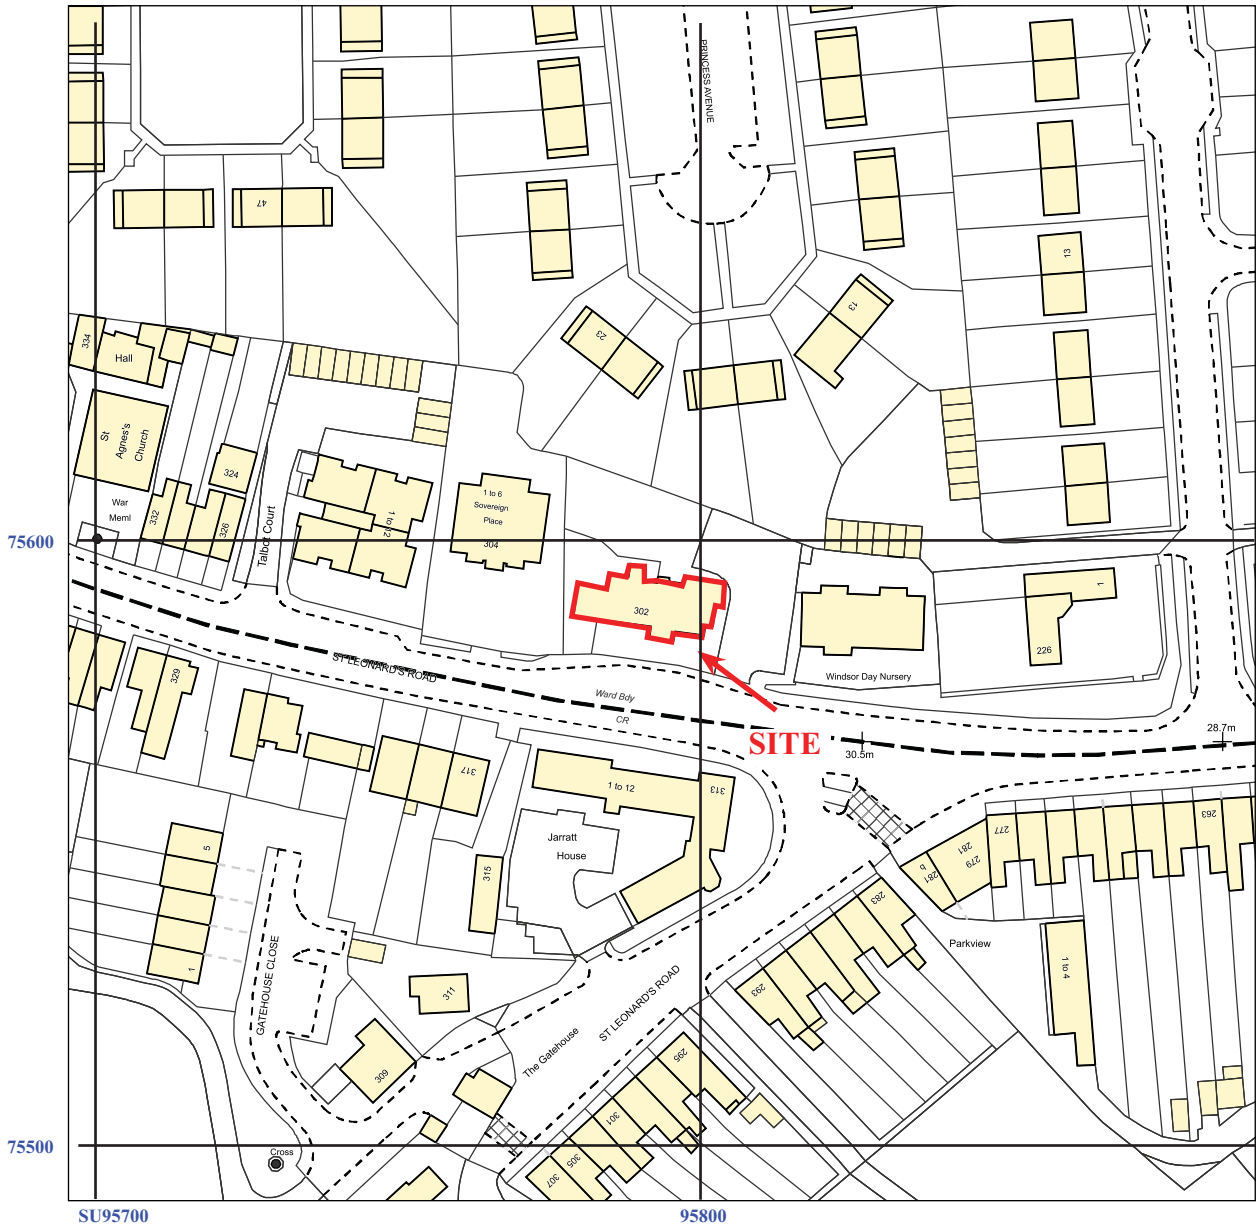 PRINCESS AVENUE
47
13
13
23
334
Hall
St
Agnes's
Church
War
Meml
332
324
326
Talbot Court
1 to 12
1 to 6
Sovereign
Place
304
75600
302
1
226
Windsor Day Nursery
ST LEONARD'S ROAD
Ward Bdy
CR
SITE
30.5m
28.7m
329
317
1 to 12
313
Jarratt
House
315
5
1
GATEHOUSE CLOSE
311
309
The Gatehouse
ST LEONARD'S ROAD
277
263
281
279
281
b
283
293
Parkview
1 to 4
295
301
305
307
75500
Cross
SU95700
95800